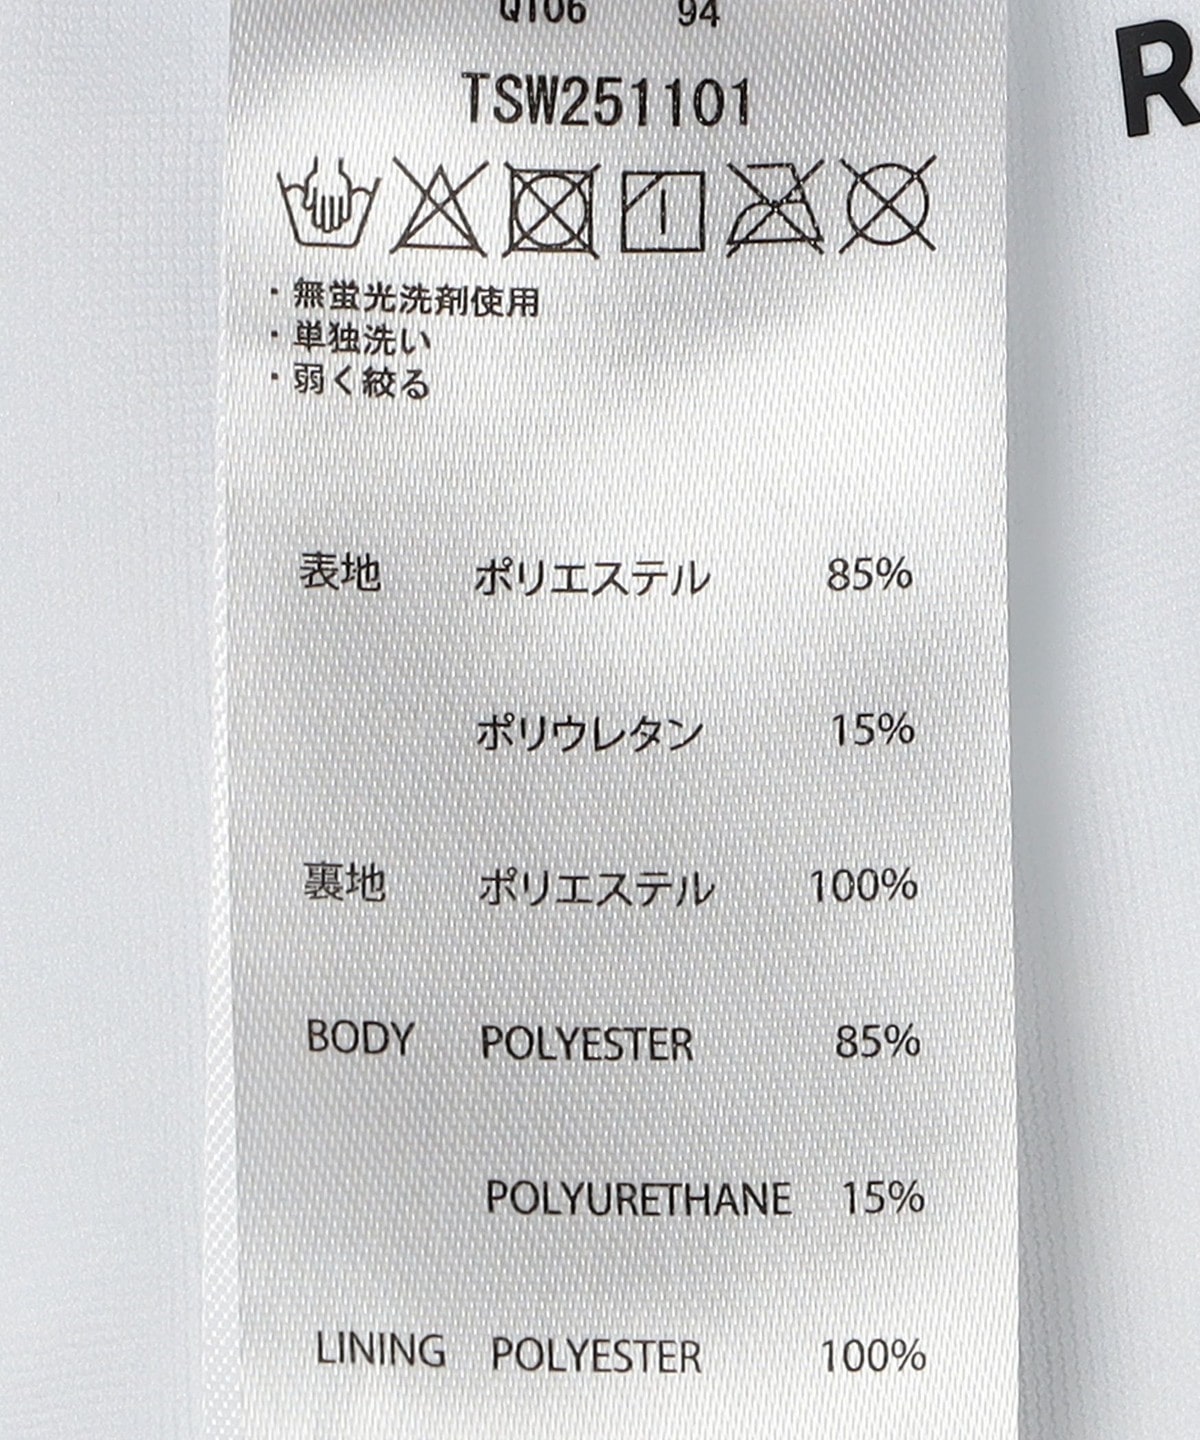 Q106 94
TSW251101
・無蛍光洗剤使用
・単独洗い
・弱く絞る
表地 ポリエステル 85%
ポリウレタン 15%
裏地 ポリエステル 100%
BODY POLYESTER 85%
POLYURETHANE 15%
LINING POLYESTER 100%
R